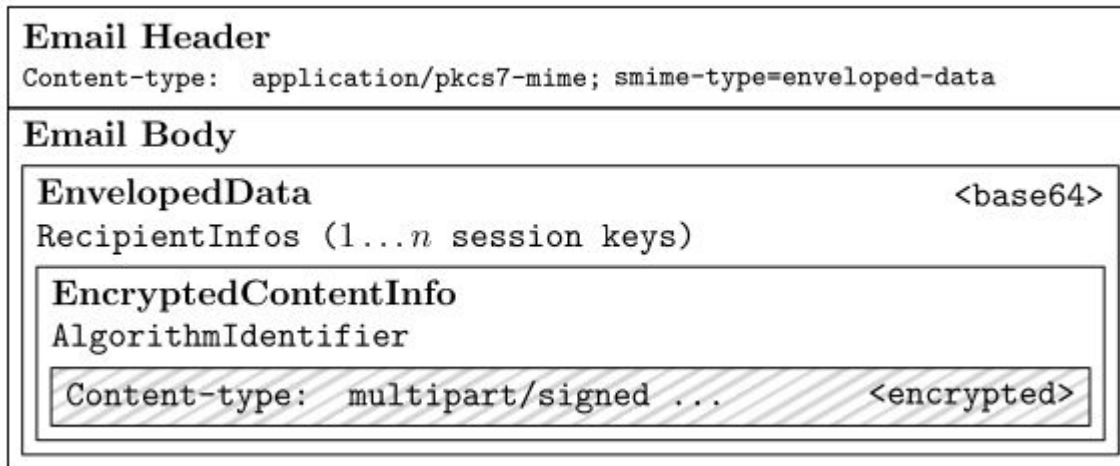 Email Header
Content-type: application/pkcs7-mime; smime-type=enveloped-data
Email Body
EnvelopedData <base64>
RecipientInfos (1...n session keys)
EncryptedContentInfo
AlgorithmIdentifier
Content-type: multipart/signed ... <encrypted>